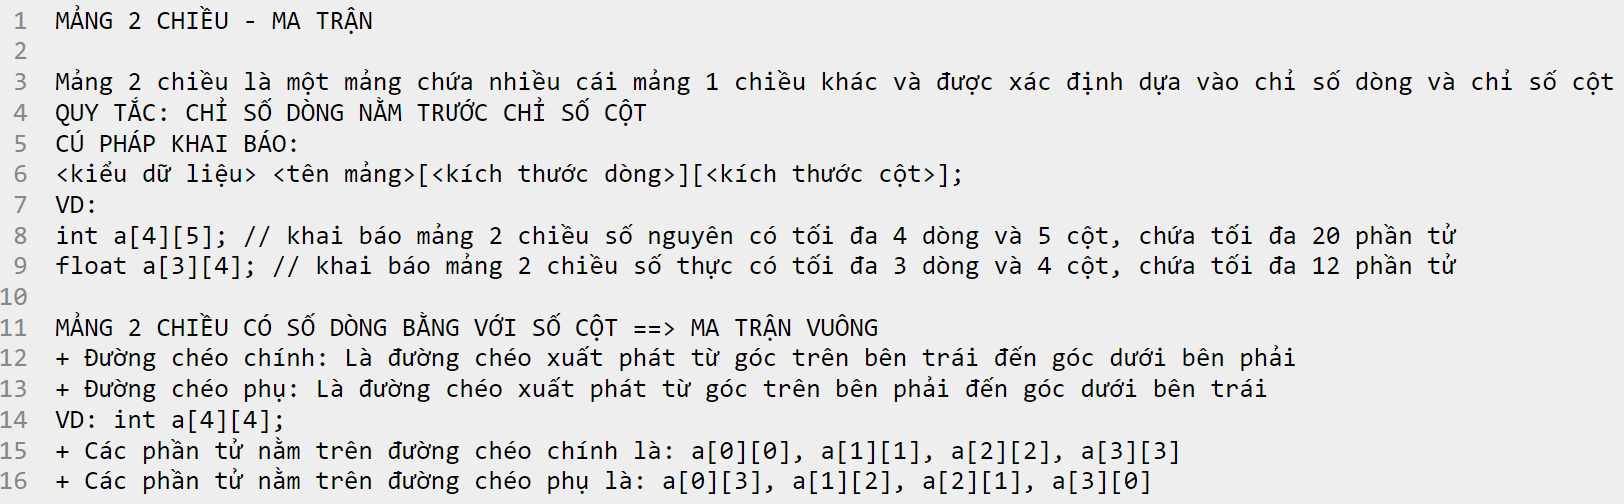 1 MẢNG 2 CHIỀU - MA TRẬN
2
3 Mảng 2 chiều là một mảng chứa nhiều cái mảng 1 chiều khác và được xác định dựa vào chỉ số dòng và chỉ số cột
4 QUY TẮC: CHỈ SỐ DÒNG NẰM TRƯỚC CHỈ SỐ CỘT
5 CÚ PHÁP KHAI BÁO:
6 <kiểu dữ liệu> <tên mảng>[<kích thước dòng>][<kích thước cột>];
7 VD:
8 int a[4][5]; // khai báo mảng 2 chiều số nguyên có tối đa 4 dòng và 5 cột, chứa tối đa 20 phần tử
9 float a[3][4]; // khai báo mảng 2 chiều số thực có tối đa 3 dòng và 4 cột, chứa tối đa 12 phần tử
10
11 MẢNG 2 CHIỀU CÓ SỐ DÒNG BẰNG VỚI SỐ CỘT ==> MA TRẬN VUÔNG
12 + Đường chéo chính: Là đường chéo xuất phát từ góc trên bên trái đến góc dưới bên phải
13 + Đường chéo phụ: Là đường chéo xuất phát từ góc trên bên phải đến góc dưới bên trái
14 VD: int a[4][4];
15 + Các phần tử nằm trên đường chéo chính là: a[0][0], a[1][1], a[2][2], a[3][3]
16 + Các phần tử nằm trên đường chéo phụ là: a[0][3], a[1][2], a[2][1], a[3][0]